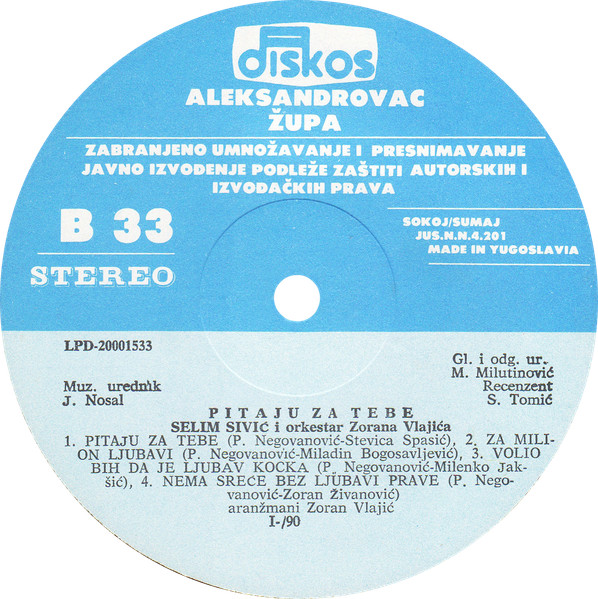 diskos
ALEKSANDROVAC
ŽUPA
ZABRANJENO UMNOŽAVANJE I PRESNIMAVANJE
JAVNO IZVOĐENJE PODLEŽE ZAŠTITI AUTORSKIH I
IZVOĐAČKIH PRAVA
B 33
STEREO
SOKOJ/SUMAJ
JUS.N.N.4.201
MADE IN YUGOSLAVIA
LPD-20001533
Gl. i odg. ur.
M. Milutinović
Muz. urednik
Recenzent
J. Nosal
S. Tomić
PITAJU ZA TEBE
SELIM SIVIĆ i orkestar Zorana Vlajića
1. PITAJU ZA TEBE (P. Negovanović-Stevica Spasić), 2. ZA MILI-
ON LJUBAVI (P. Negovanović-Miladin Bogosavljević), 3. VOLIO
BIH DA JE LJUBAV KOCKA (P. Negovanović-Milenko Jak-
šić), 4. NEMA SREĆE BEZ LJUBAVI PRAVE (P. Nego-
vanović-Zoran Živanović)
aranžmani Zoran Vlajić
I-/90